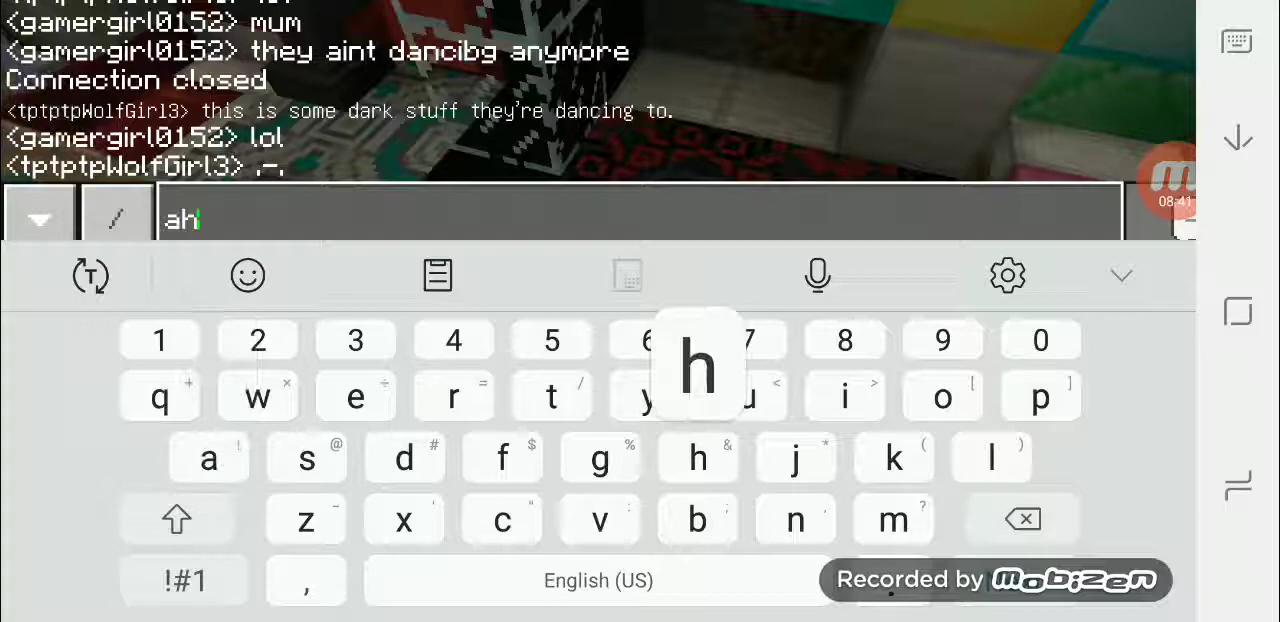 <gamergirl0152> mum
<gamergirl0152> they aint dancibg anymore
Connection closed
<tptptpWolfGirl3> this is some dark stuff they're dancing to.
<gamergirl0152> lol
<tptptpWolfGirl3> .-.
08:41
/ ah
T
1 2 3 4 5 6 h 7 8 9 0
+ × ÷ = / < > [ ]
q w e r t y u i o p
! @ # $ % & * ( )
a s d f g h j k l
- ' " : ; , ?
z x c v b n m
!#1 , English (US) .
Recorded by mobizen